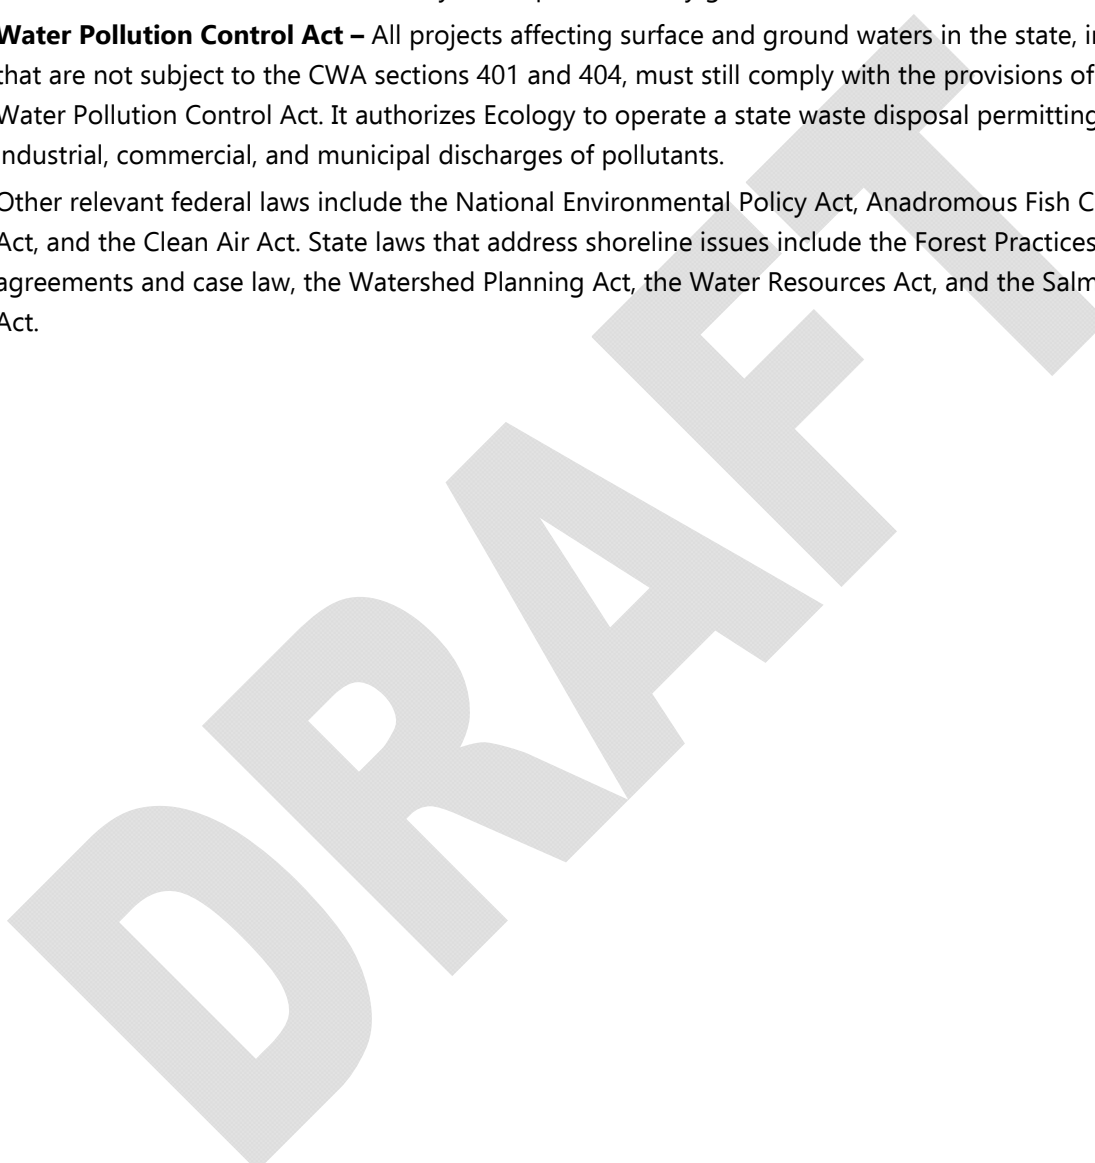 Water Pollution Control Act – All projects affecting surface and ground waters in the state,
that are not subject to the CWA sections 401 and 404, must still comply with the provisions of
Water Pollution Control Act. It authorizes Ecology to operate a state waste disposal permitting
industrial, commercial, and municipal discharges of pollutants.
Other relevant federal laws include the National Environmental Policy Act, Anadromous Fish C
Act, and the Clean Air Act. State laws that address shoreline issues include the Forest Practices
agreements and case law, the Watershed Planning Act, the Water Resources Act, and the Salm
Act.
DRAFT